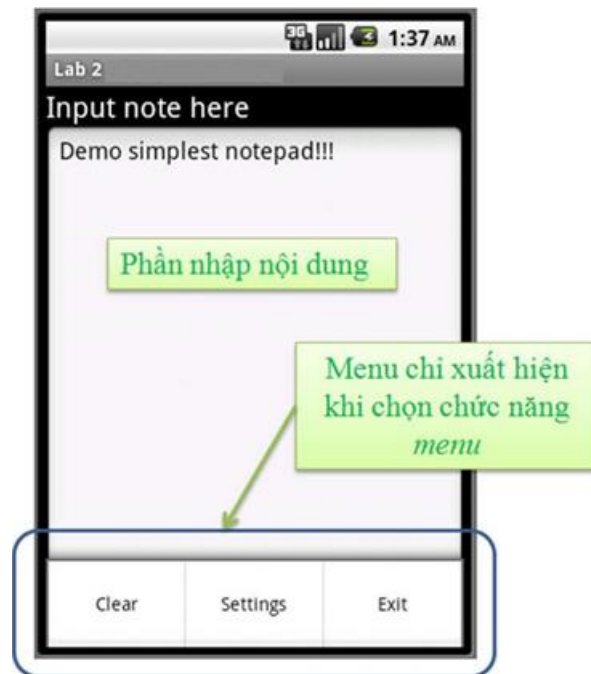 3G 1:37 AM
Lab 2
Input note here
Demo simplest notepad!!!
Phần nhập nội dung
Menu chỉ xuất hiện
khi chọn chức năng
menu
Clear Settings Exit